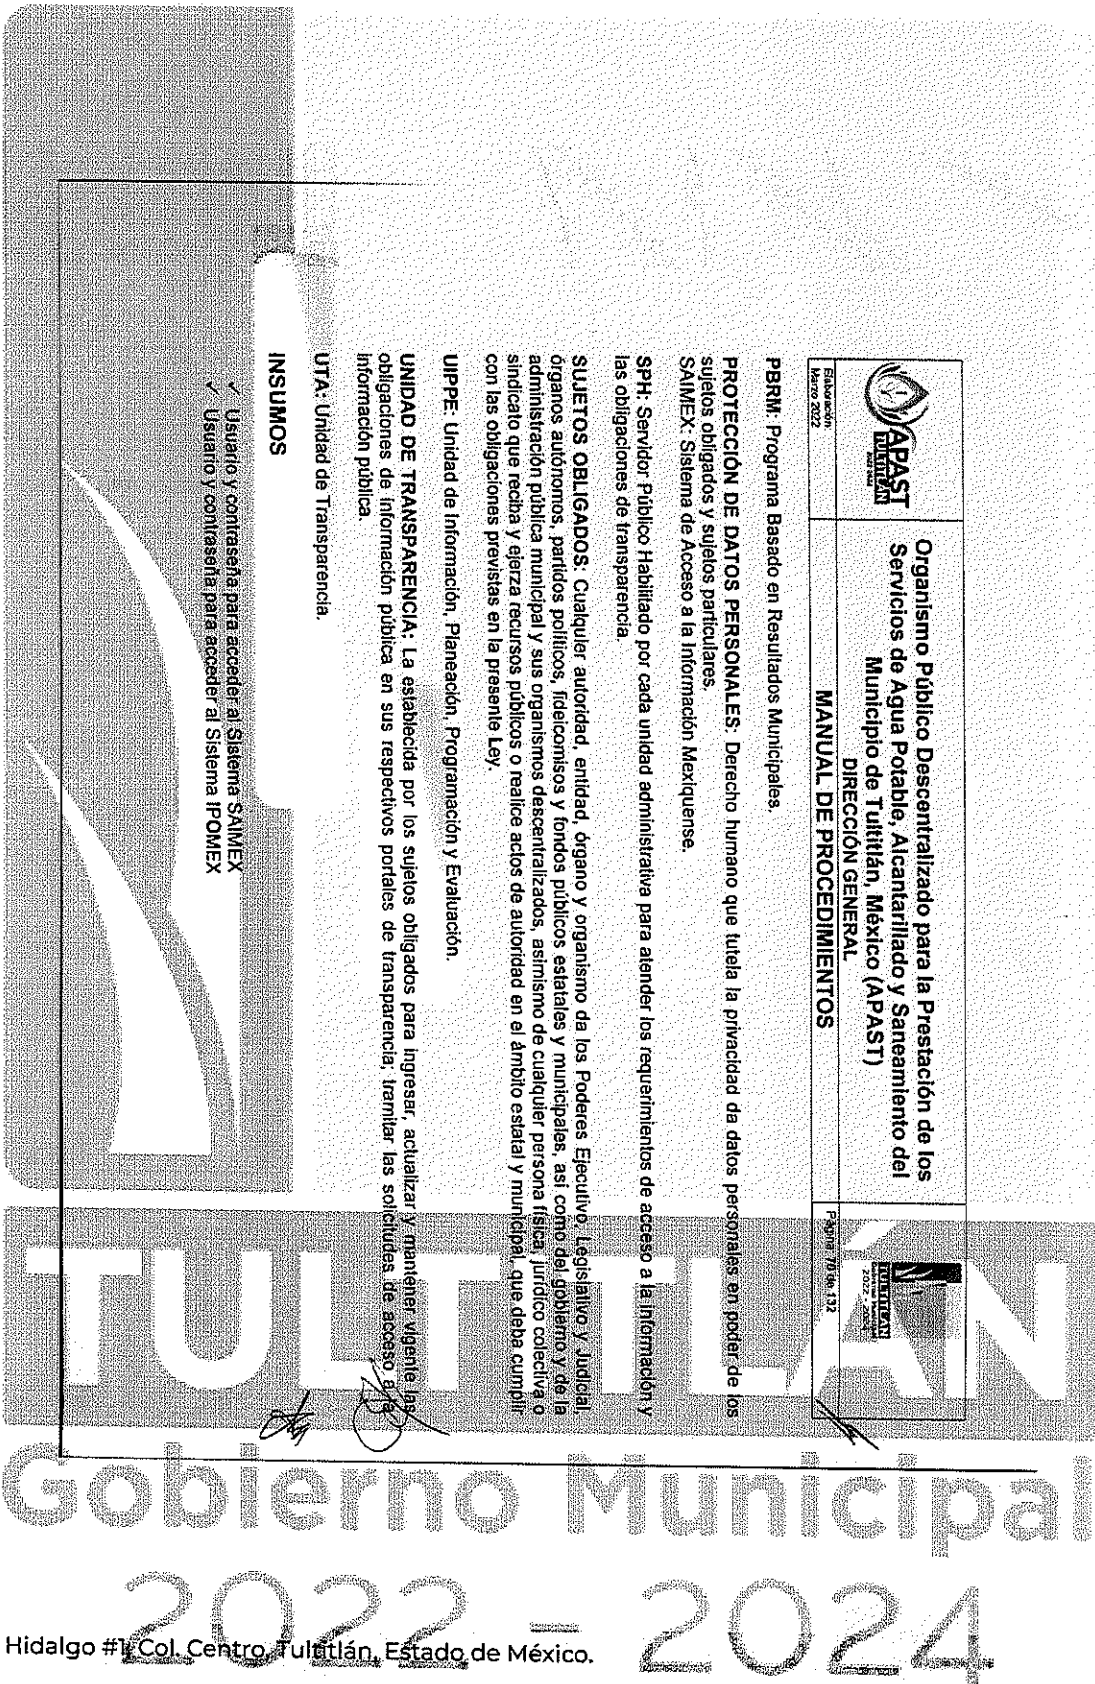 APAST
TULTITLÁN
Organismo Público Descentralizado para la Prestación de los
Servicios de Agua Potable, Alcantarillado y Saneamiento del
Municipio de Tultitlán, México (APAST)
DIRECCIÓN GENERAL
TULTITLÁN
2022 - 2024
Elaboración
Marzo 2022
MANUAL DE PROCEDIMIENTOS
Página: 70 de 132
PBRM: Programa Basado en Resultados Municipales.
PROTECCIÓN DE DATOS PERSONALES: Derecho humano que tutela la privacidad da datos personales en poder de los
sujetos obligados y sujetos particulares.
SAIMEX: Sistema de Acceso a la Información Mexiquense.
SPH: Servidor Público Habilitado por cada unidad administrativa para atender los requerimientos de acceso a la información y
las obligaciones de transparencia.
SUJETOS OBLIGADOS: Cualquier autoridad, entidad, órgano y organismo da los Poderes Ejecutivo, Legislativo y Judicial,
órganos autónomos, partidos políticos, fideicomisos y fondos públicos estatales y municipales, así como del gobierno y de la
administración pública municipal y sus organismos descentralizados, asimismo de cualquier persona física, jurídico colectiva o
sindicato que reciba y ejerza recursos públicos o realice actos de autoridad en el ámbito estatal y municipal, que deba cumplir
con las obligaciones previstas en la presente Ley.
UIPPE: Unidad de Información, Planeación, Programación y Evaluación.
UNIDAD DE TRANSPARENCIA: La establecida por los sujetos obligados para ingresar, actualizar y mantener vigente las
obligaciones de información pública en sus respectivos portales de transparencia; tramitar las solicitudes de acceso a la
información pública.
UTA: Unidad de Transparencia.
INSUMOS
✓ Usuario y contraseña para acceder al Sistema SAIMEX
✓ Usuario y contraseña para acceder al Sistema IPOMEX
TULTITLÁN
Gobierno Municipal
2022 - 2024
Hidalgo #1, Col. Centro, Tultitlán, Estado de México.